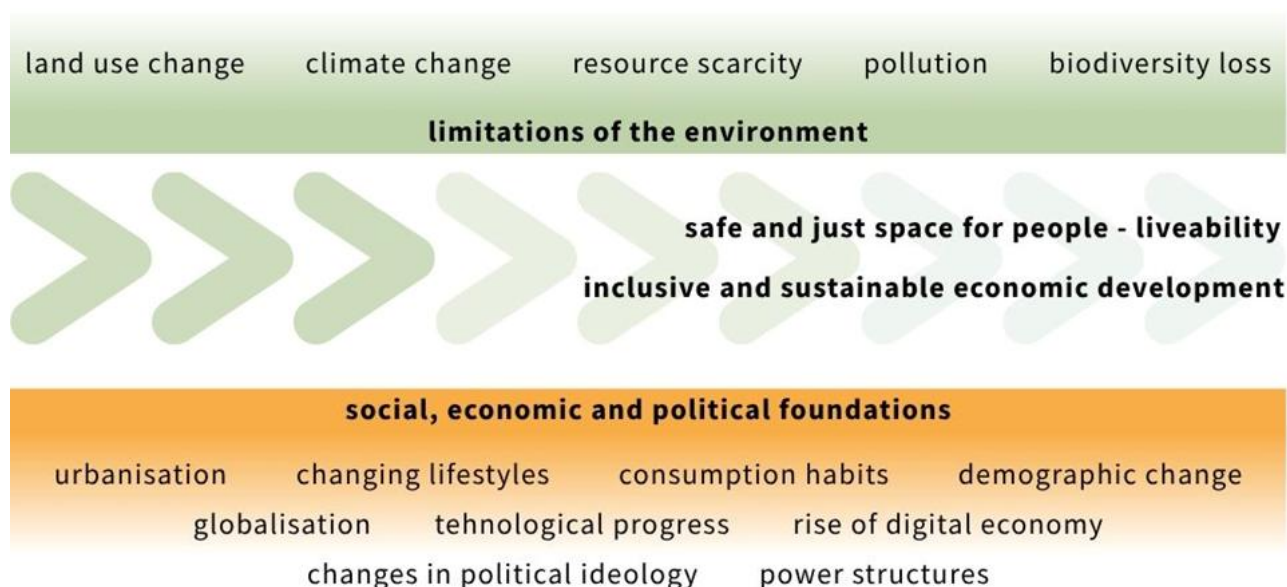 land use change climate change resource scarcity pollution biodiversity loss
limitations of the environment
safe and just space for people - liveability
inclusive and sustainable economic development
social, economic and political foundations
urbanisation changing lifestyles consumption habits demographic change
globalisation tehnological progress rise of digital economy
changes in political ideology power structures